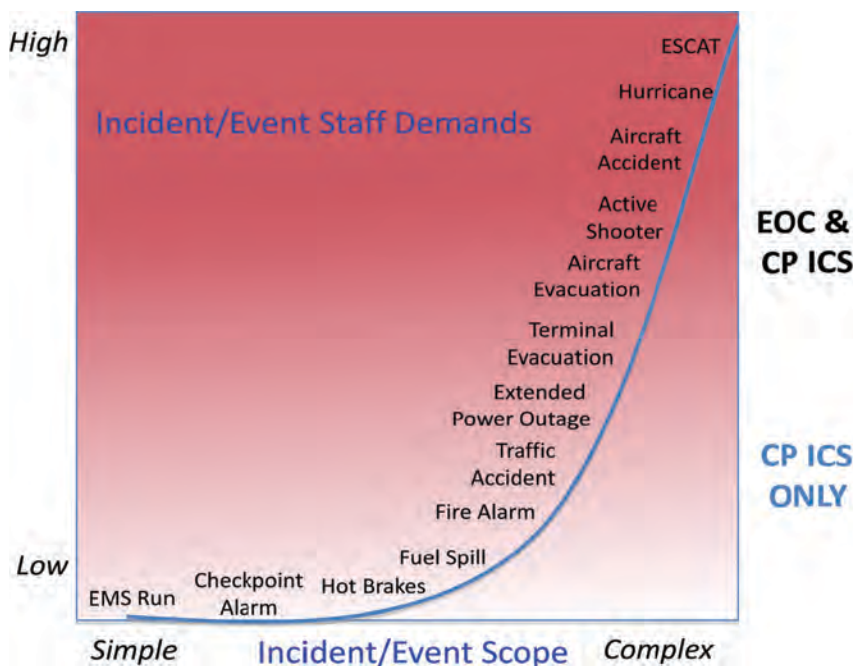 High
ESCAT
Hurricane
Incident/Event Staff Demands
Aircraft
Accident
Active
Shooter
EOC &
CP ICS
Aircraft
Evacuation
Terminal
Evacuation
Extended
Power Outage
Traffic
Accident
CP ICS
ONLY
Fire Alarm
Low
Fuel Spill
Hot Brakes
Checkpoint
Alarm
EMS Run
Simple
Incident/Event Scope
Complex